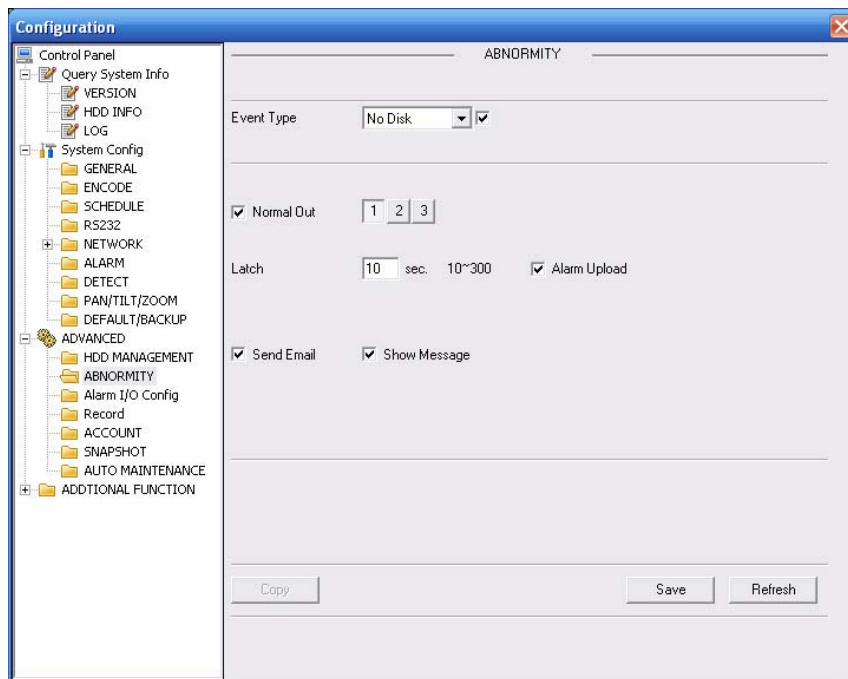 Configuration
Control Panel
Query System Info
VERSION
HDD INFO
LOG
System Config
GENERAL
ENCODE
SCHEDULE
RS232
NETWORK
ALARM
DETECT
PAN/TILT/ZOOM
DEFAULT/BACKUP
ADVANCED
HDD MANAGEMENT
ABNORMITY
Alarm I/O Config
Record
ACCOUNT
SNAPSHOT
AUTO MAINTENANCE
ADDTIONAL FUNCTION
ABNORMITY
Event Type No Disk
Normal Out 1 2 3
Latch 10 sec. 10~300 Alarm Upload
Send Email Show Message
Copy Save Refresh